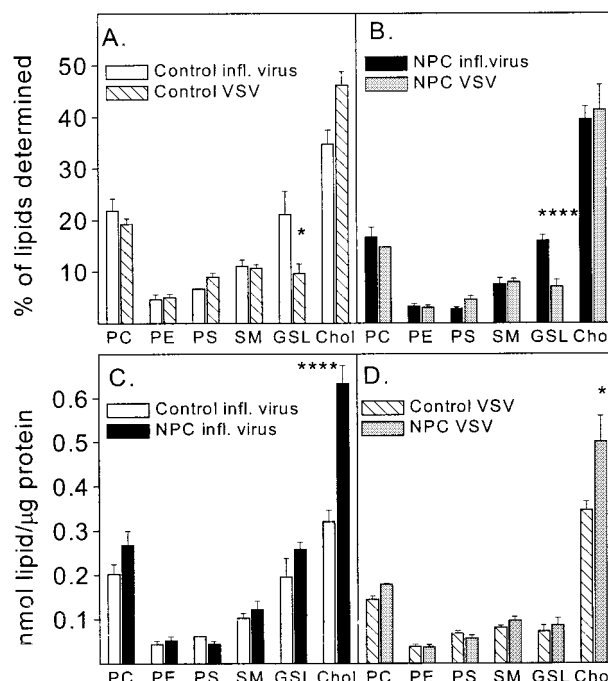 A.
Control infl. virus
Control VSV
B.
NPC infl.virus
NPC VSV
% of lipids determined
50
40
30
20
10
*
****
PC PE PS SM GSL Chol
PC PE PS SM GSL Cho
C.
Control infl. virus
NPC infl. virus
****
D.
Control VSV
NPC VSV
*
nmol lipid/μg protein
0.6
0.5
0.4
0.3
0.2
0.1
PC PE PS SM GSL Chol
PC PE PS SM GSL Chol